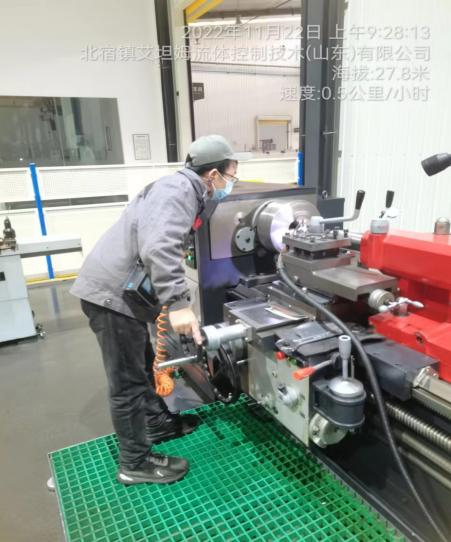 2022年11月22日 上午9:28:13
北宿镇艾坦姆流体控制技术(山东)有限公司
海拔:27.8米
速度:0.5公里/小时